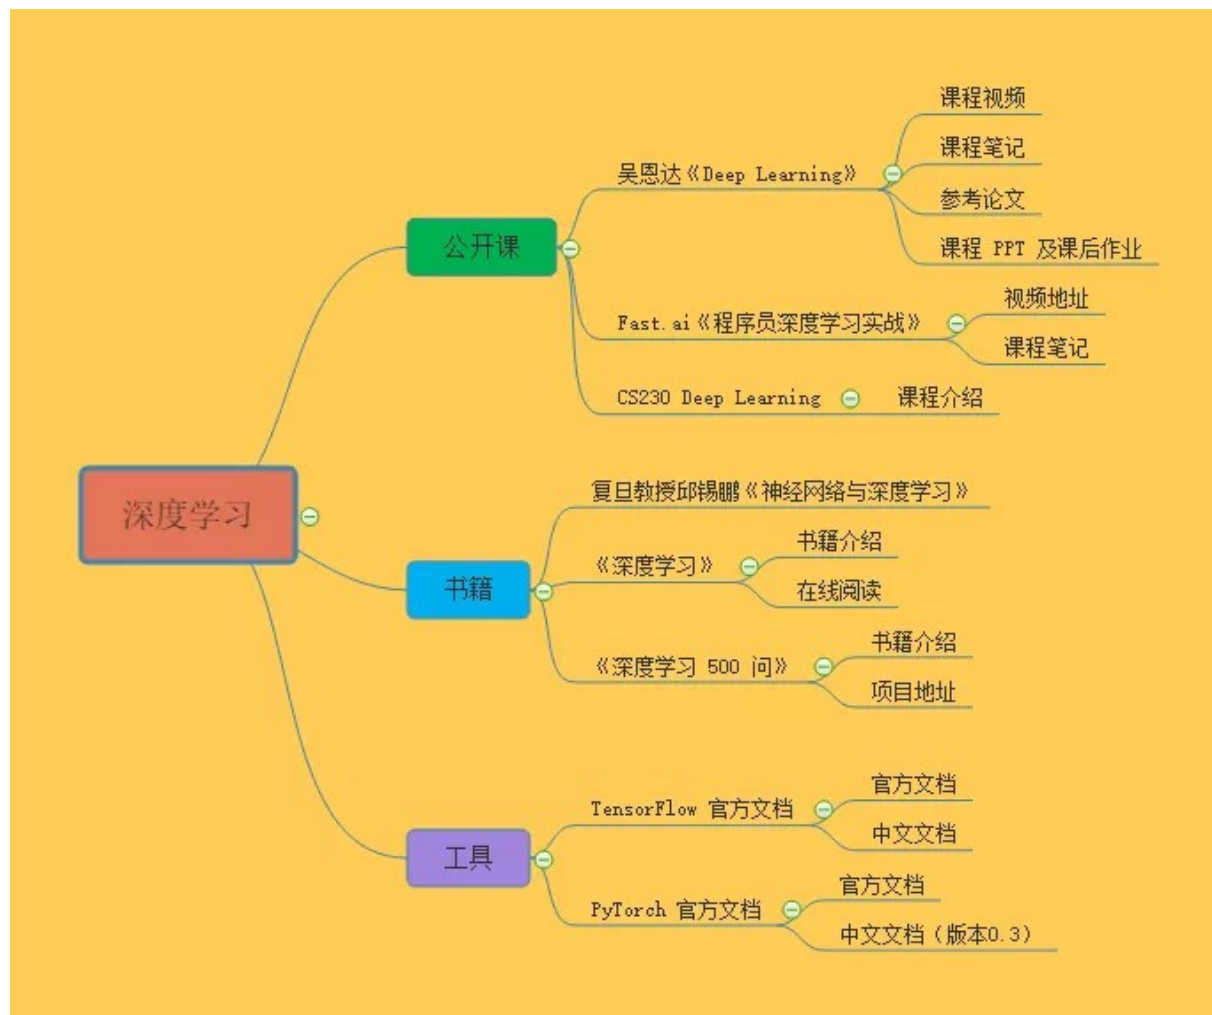 深度学习
公开课
吴恩达《Deep Learning》
课程视频
课程笔记
参考论文
课程 PPT 及课后作业
Fast.ai《程序员深度学习实战》
视频地址
课程笔记
CS230 Deep Learning
课程介绍
书籍
复旦教授邱锡鹏《神经网络与深度学习》
《深度学习》
书籍介绍
在线阅读
《深度学习 500 问》
书籍介绍
项目地址
工具
TensorFlow 官方文档
官方文档
中文文档
PyTorch 官方文档
官方文档
中文文档（版本0.3）